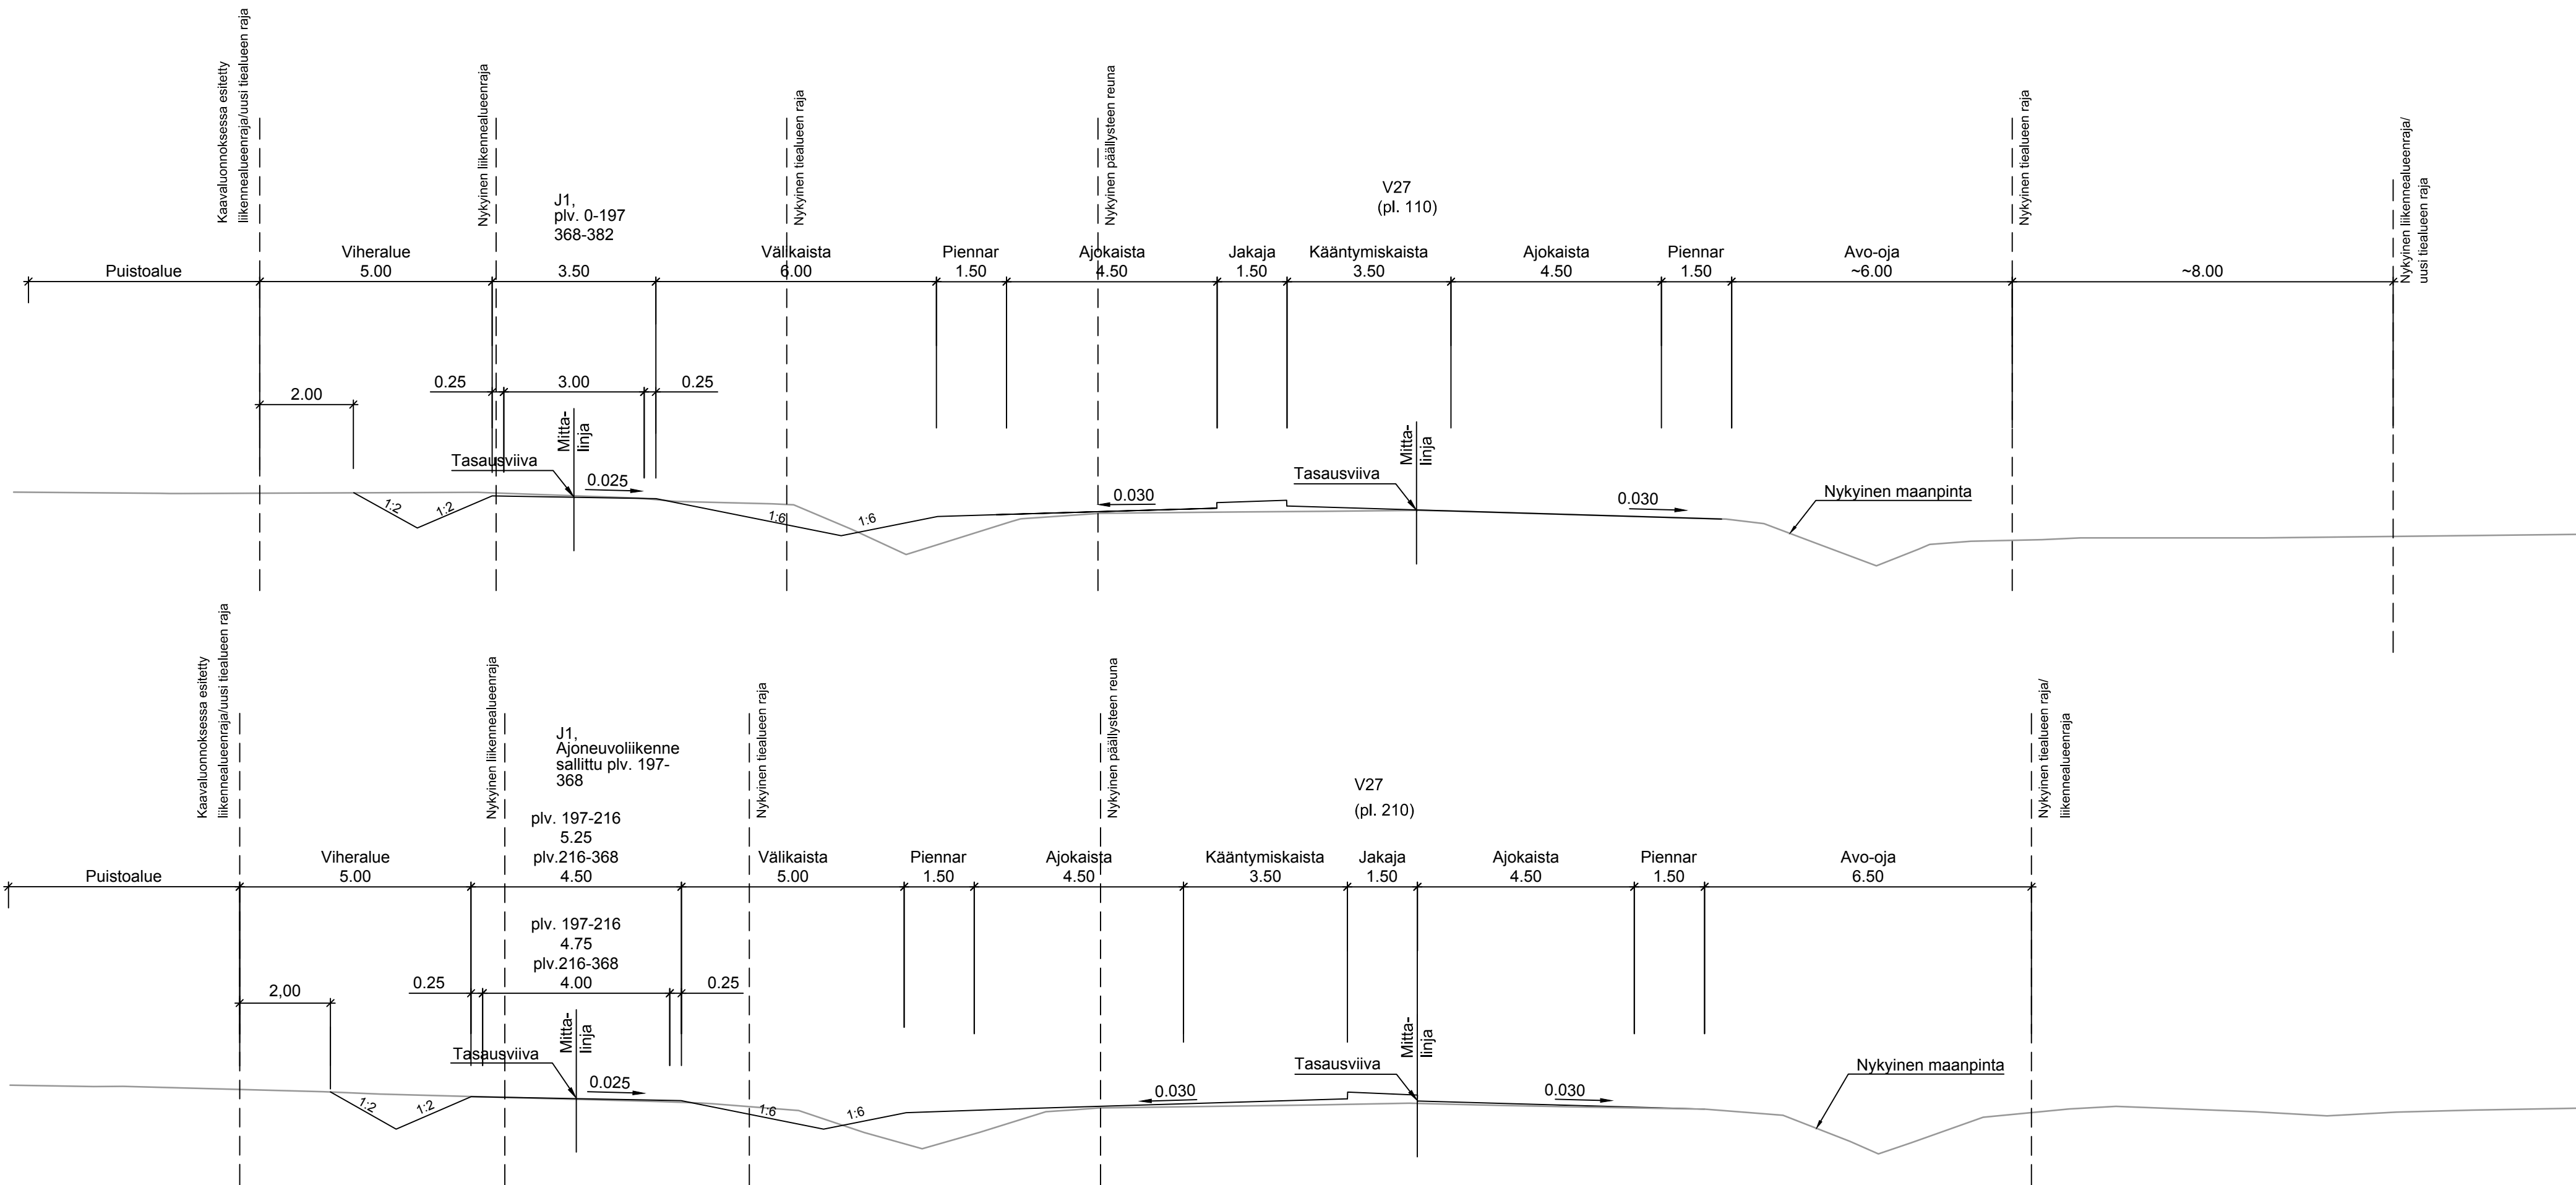 Kaavaluonnoksessa esitetty
liikennealueenraja/uusi tiealueen raja
Nykyinen liikennealueenraja
Nykyinen tiealueen raja
Nykyinen päällysteen reuna
Nykyinen tiealueen raja
Nykyinen liikennealueenraja/
uusi tiealueen raja
J1,
plv. 0-197
368-382
V27
(pl. 110)
Viheralue
Välikaista
Piennar
Ajokaista
Jakaja
Kääntymiskaista
Ajokaista
Piennar
Avo-oja
Puistoalue
5.00
3.50
6.00
1.50
4.50
1.50
3.50
4.50
1.50
~6.00
~8.00
0.25
3.00
0.25
2.00
Mitta-
linja
Mitta-
linja
Tasausviiva
0.025
Tasausviiva
0.030
0.030
Nykyinen maanpinta
1:2
1:2
1:6
1:6
Kaavaluonnoksessa esitetty
liikennealueenraja/uusi tiealueen raja
Nykyinen liikennealueenraja
Nykyinen tiealueen raja
Nykyinen päällysteen reuna
Nykyinen tiealueen raja/
liikennealueenraja
J1,
Ajoneuvoliikenne
sallittu plv. 197-
368
V27
(pl. 210)
plv. 197-216
5.25
plv.216-368
4.50
Viheralue
Välikaista
Piennar
Ajokaista
Kääntymiskaista
Jakaja
Ajokaista
Piennar
Avo-oja
Puistoalue
5.00
5.00
1.50
4.50
3.50
1.50
4.50
1.50
6.50
plv. 197-216
4.75
plv.216-368
4.00
0.25
0.25
2,00
Mitta-
linja
Mitta-
linja
Tasausviiva
0.025
Tasausviiva
0.030
0.030
Nykyinen maanpinta
1:2
1:2
1:6
1:6